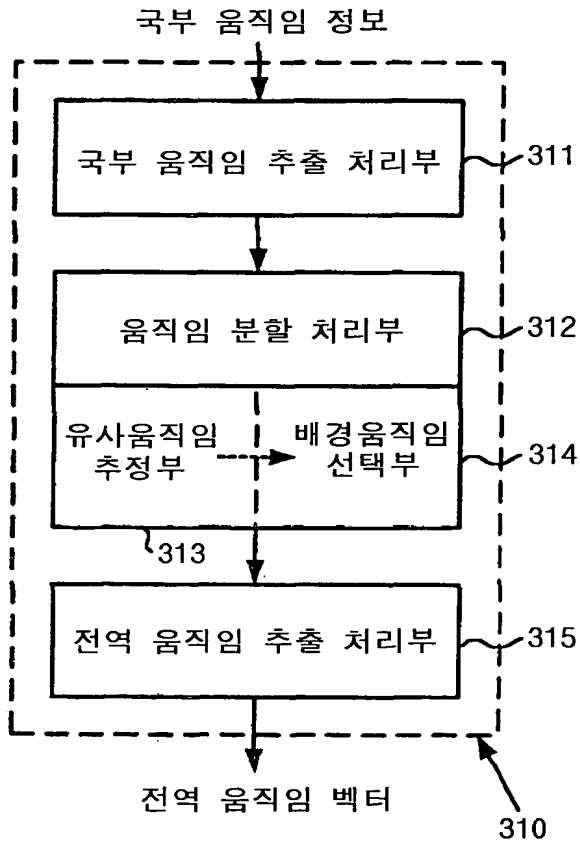 국부 움직임 정보
국부 움직임 추출 처리부
311
움직임 분할 처리부
312
유사움직임
추정부
배경움직임
선택부
314
313
전역 움직임 추출 처리부
315
전역 움직임 벡터
310